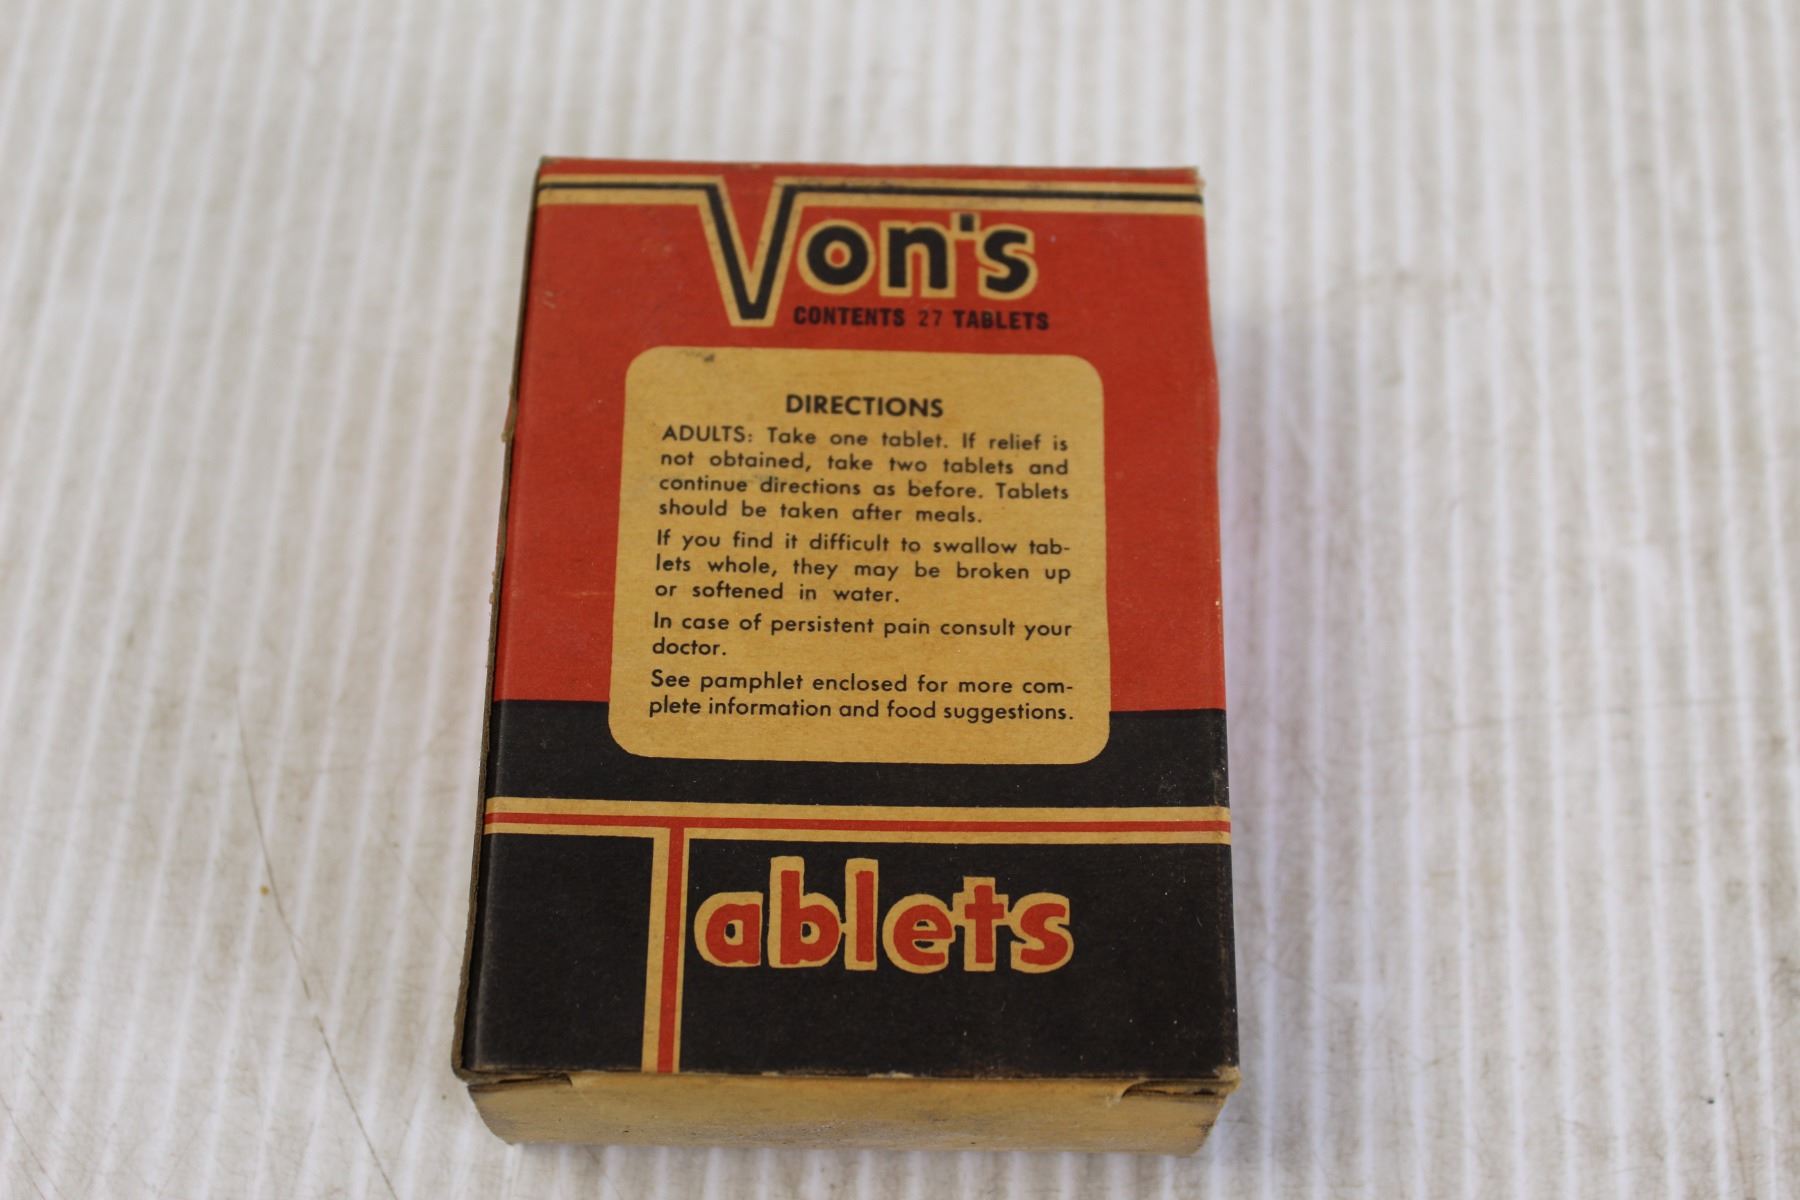 Von's
CONTENTS 27 TABLETS
DIRECTIONS
ADULTS: Take one tablet. If relief is
not obtained, take two tablets and
continue directions as before. Tablets
should be taken after meals.
If you find it difficult to swallow tab-
lets whole, they may be broken up
or softened in water.
In case of persistent pain consult your
doctor.
See pamphlet enclosed for more com-
plete information and food suggestions.
Tablets